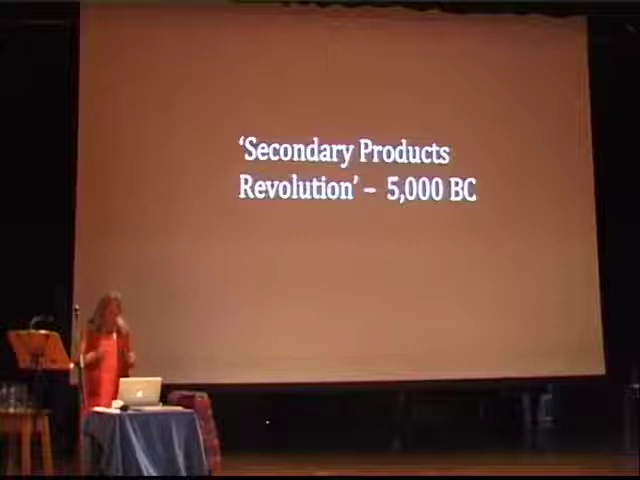 ‘Secondary Products
Revolution’ – 5,000 BC